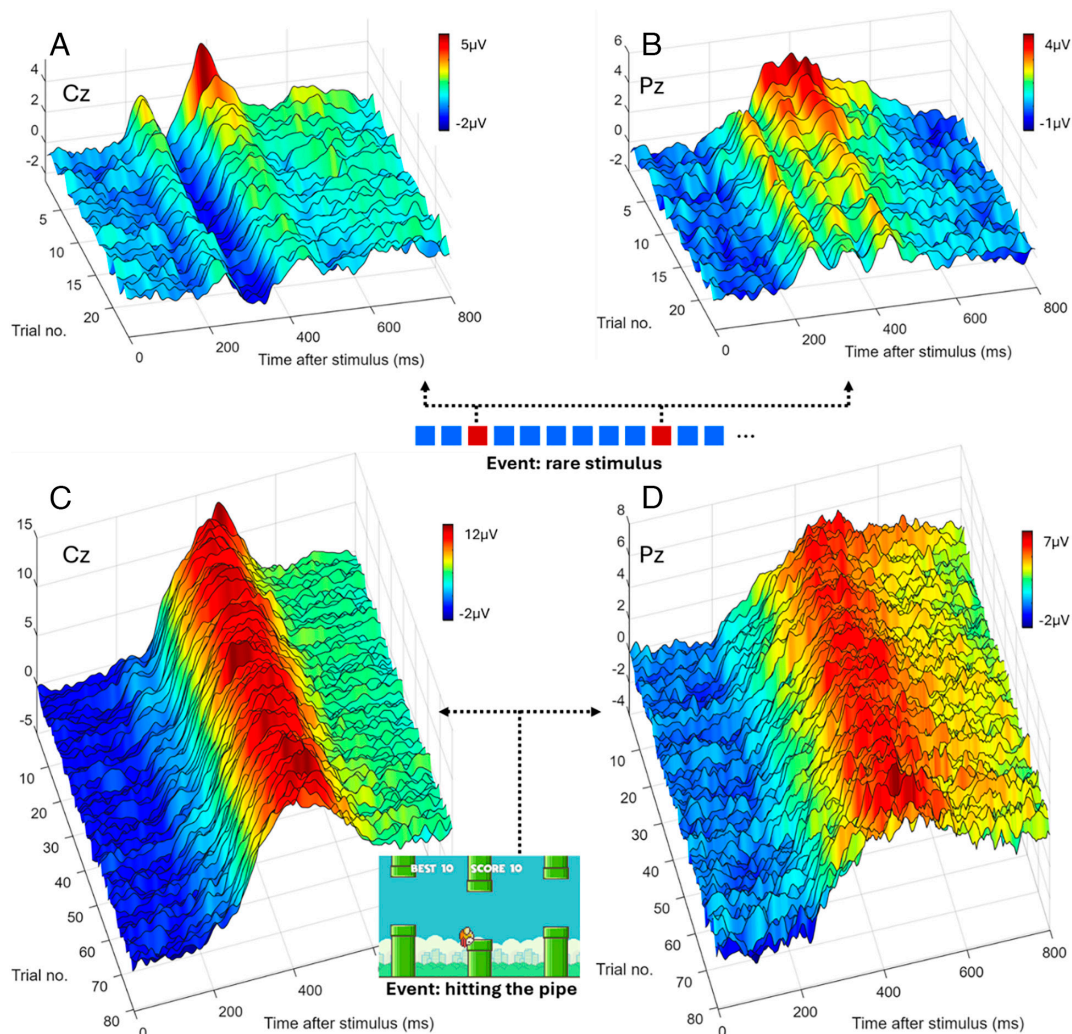 A
Cz
4
2
0
-2
5µV
-2µV
5
10
15
20
Trial no.
0
200
400
600
800
Time after stimulus (ms)
B
Pz
6
4
2
0
-2
4µV
-1µV
5
10
15
20
Trial no.
0
200
400
600
800
Time after stimulus (ms)
...
Event: rare stimulus
C
Cz
15
10
5
0
-5
12µV
-2µV
10
20
30
40
50
60
70
80
Trial no.
0
200
400
Time after stimulus (ms)
BEST 10 SCORE 10
Event: hitting the pipe
D
Pz
8
6
4
2
0
-2
-4
7µV
-2µV
10
20
30
40
50
60
70
80
Trial no.
0
200
400
600
800
Time after stimulus (ms)